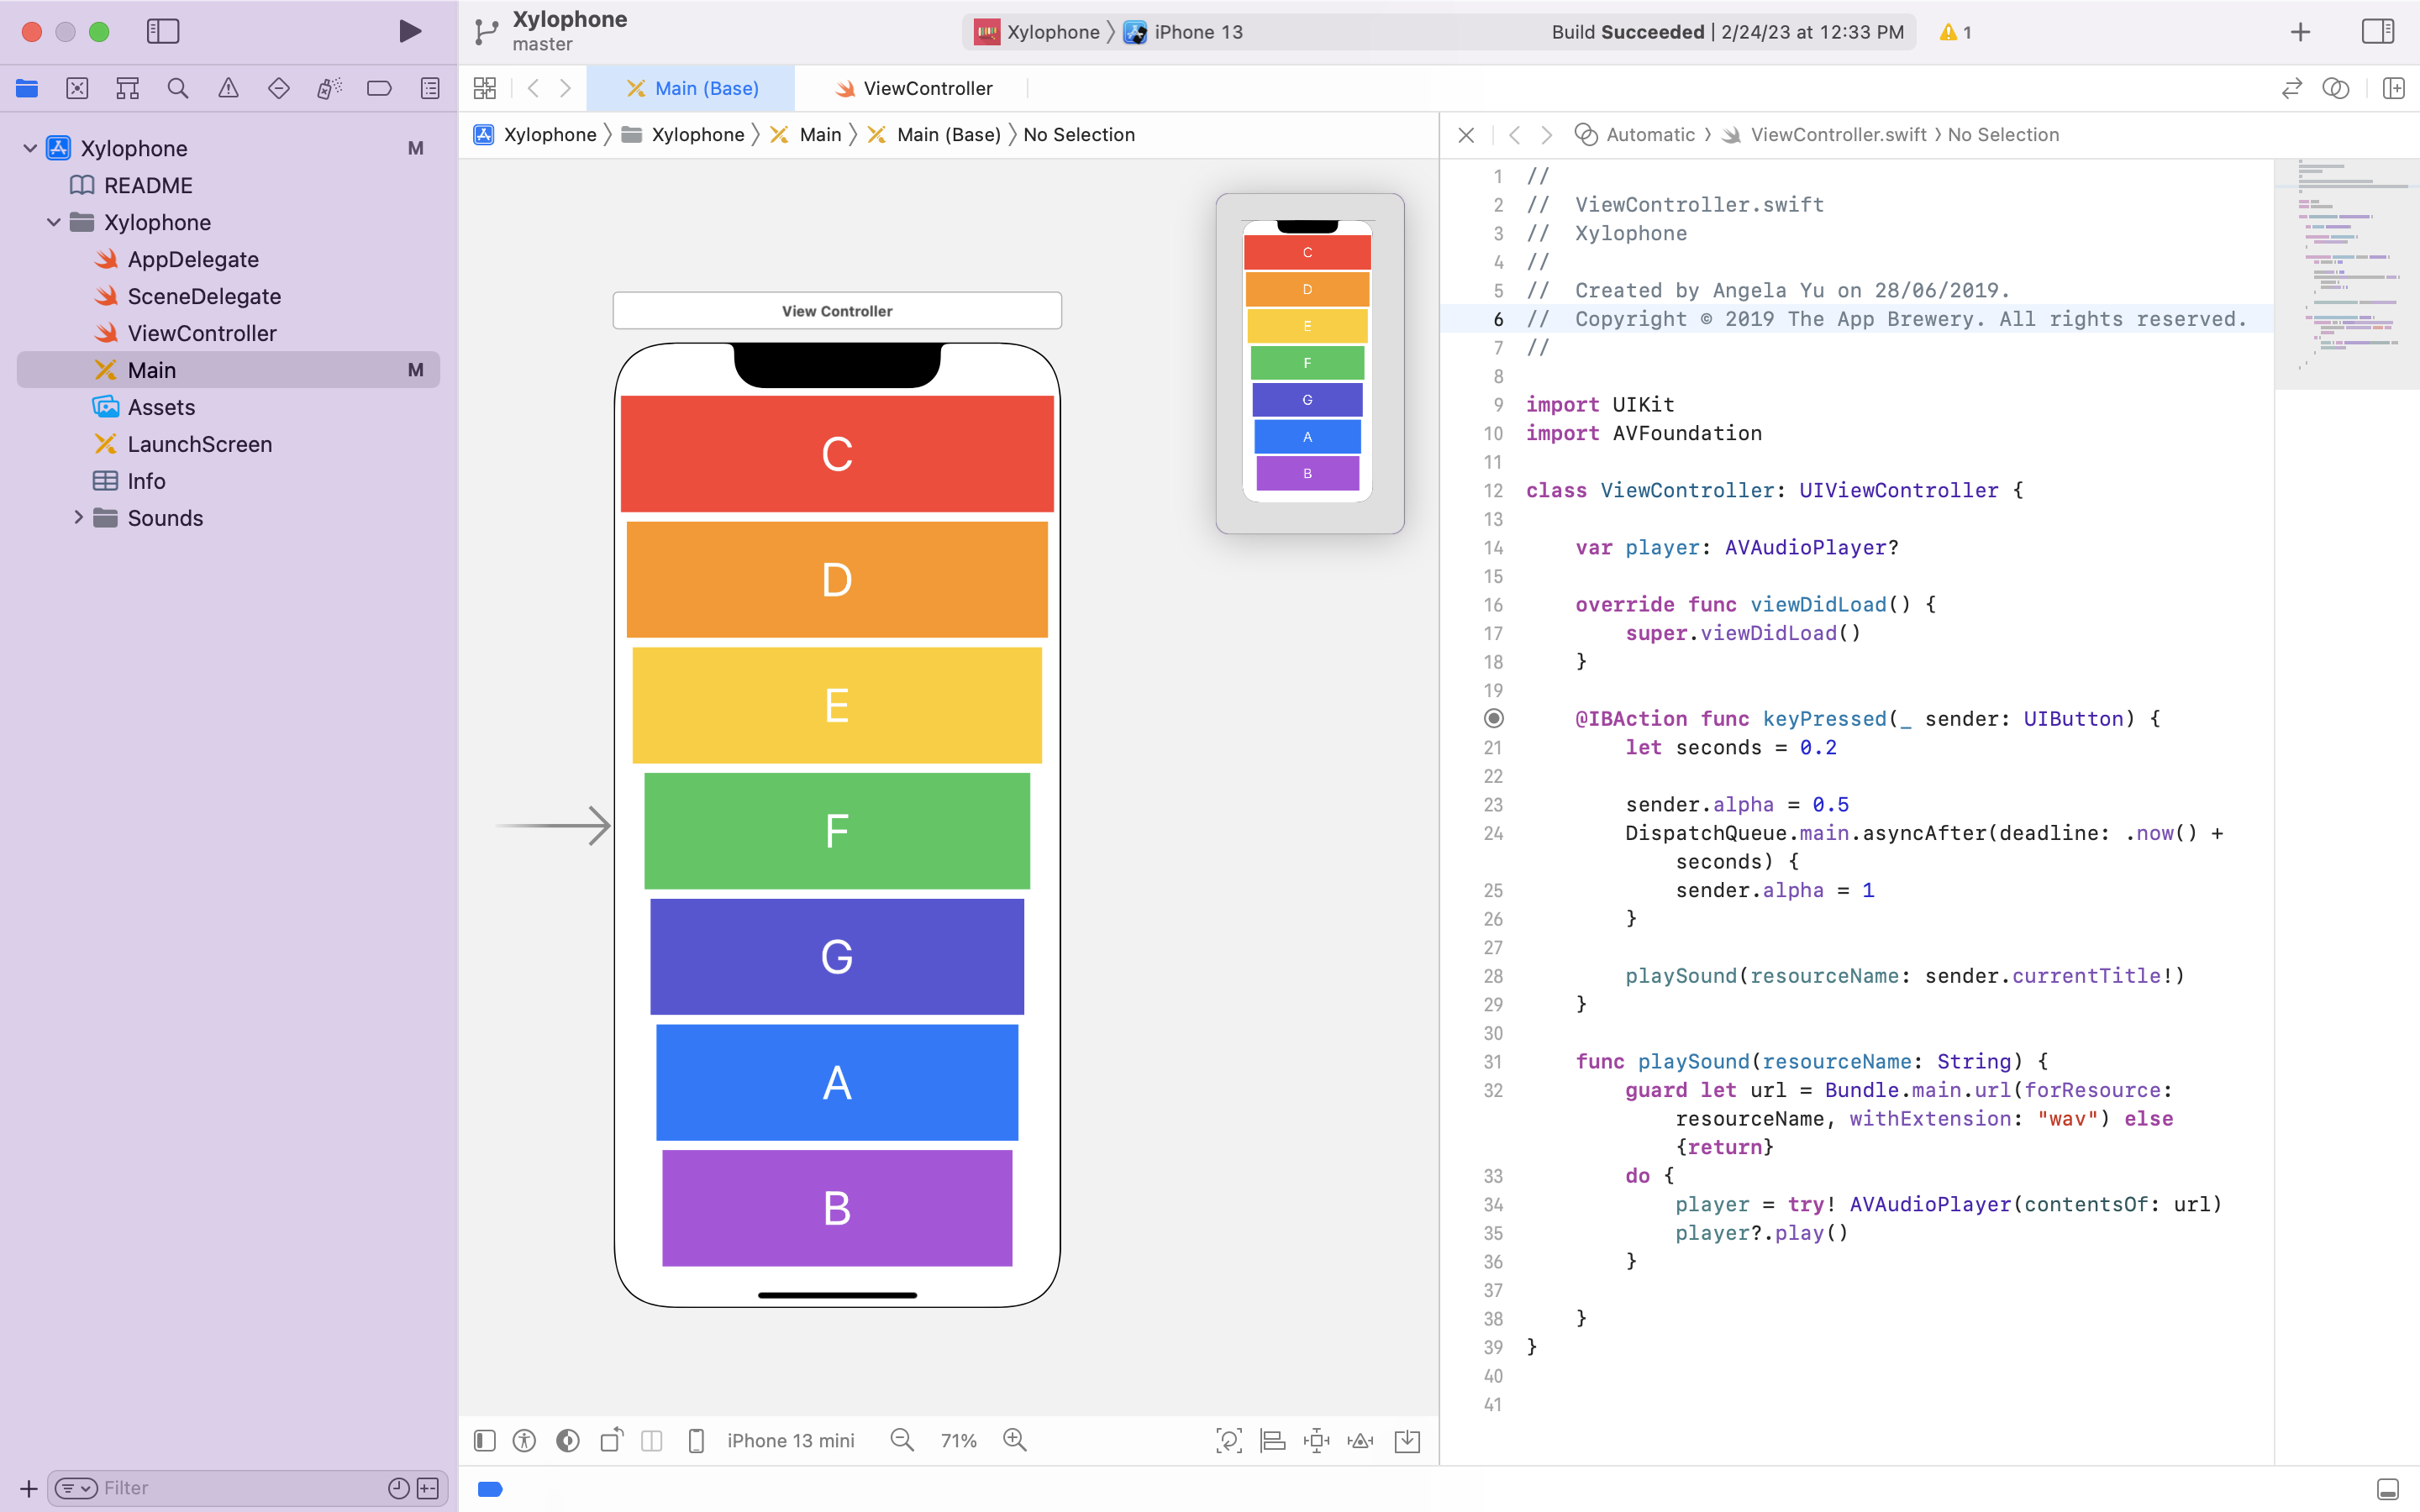 Xylophone
master
Xylophone
iPhone 13
Build Succeeded | 2/24/23 at 12:33 PM
1
Main (Base)
ViewController
Xylophone M
README
Xylophone
AppDelegate
SceneDelegate
ViewController
Main M
Assets
LaunchScreen
Info
Sounds
Filter
Xylophone
Xylophone
Main
Main (Base)
No Selection
View Controller
C
D
E
F
G
A
B
C
D
E
F
G
A
B
iPhone 13 mini
71%
Automatic
ViewController.swift
No Selection
1 //
2 //  ViewController.swift
3 //  Xylophone
4 //
5 //  Created by Angela Yu on 28/06/2019.
6 //  Copyright © 2019 The App Brewery. All rights reserved.
7 //
8
9 import UIKit
10 import AVFoundation
11
12 class ViewController: UIViewController {
13
14     var player: AVAudioPlayer?
15
16     override func viewDidLoad() {
17         super.viewDidLoad()
18     }
19
@IBAction func keyPressed(_ sender: UIButton) {
21         let seconds = 0.2
22
23         sender.alpha = 0.5
24         DispatchQueue.main.asyncAfter(deadline: .now() +
seconds) {
25             sender.alpha = 1
26         }
27
28         playSound(resourceName: sender.currentTitle!)
29     }
30
31     func playSound(resourceName: String) {
32         guard let url = Bundle.main.url(forResource:
resourceName, withExtension: "wav") else
{return}
33         do {
34             player = try! AVAudioPlayer(contentsOf: url)
35             player?.play()
36         }
37
38     }
39 }
40
41